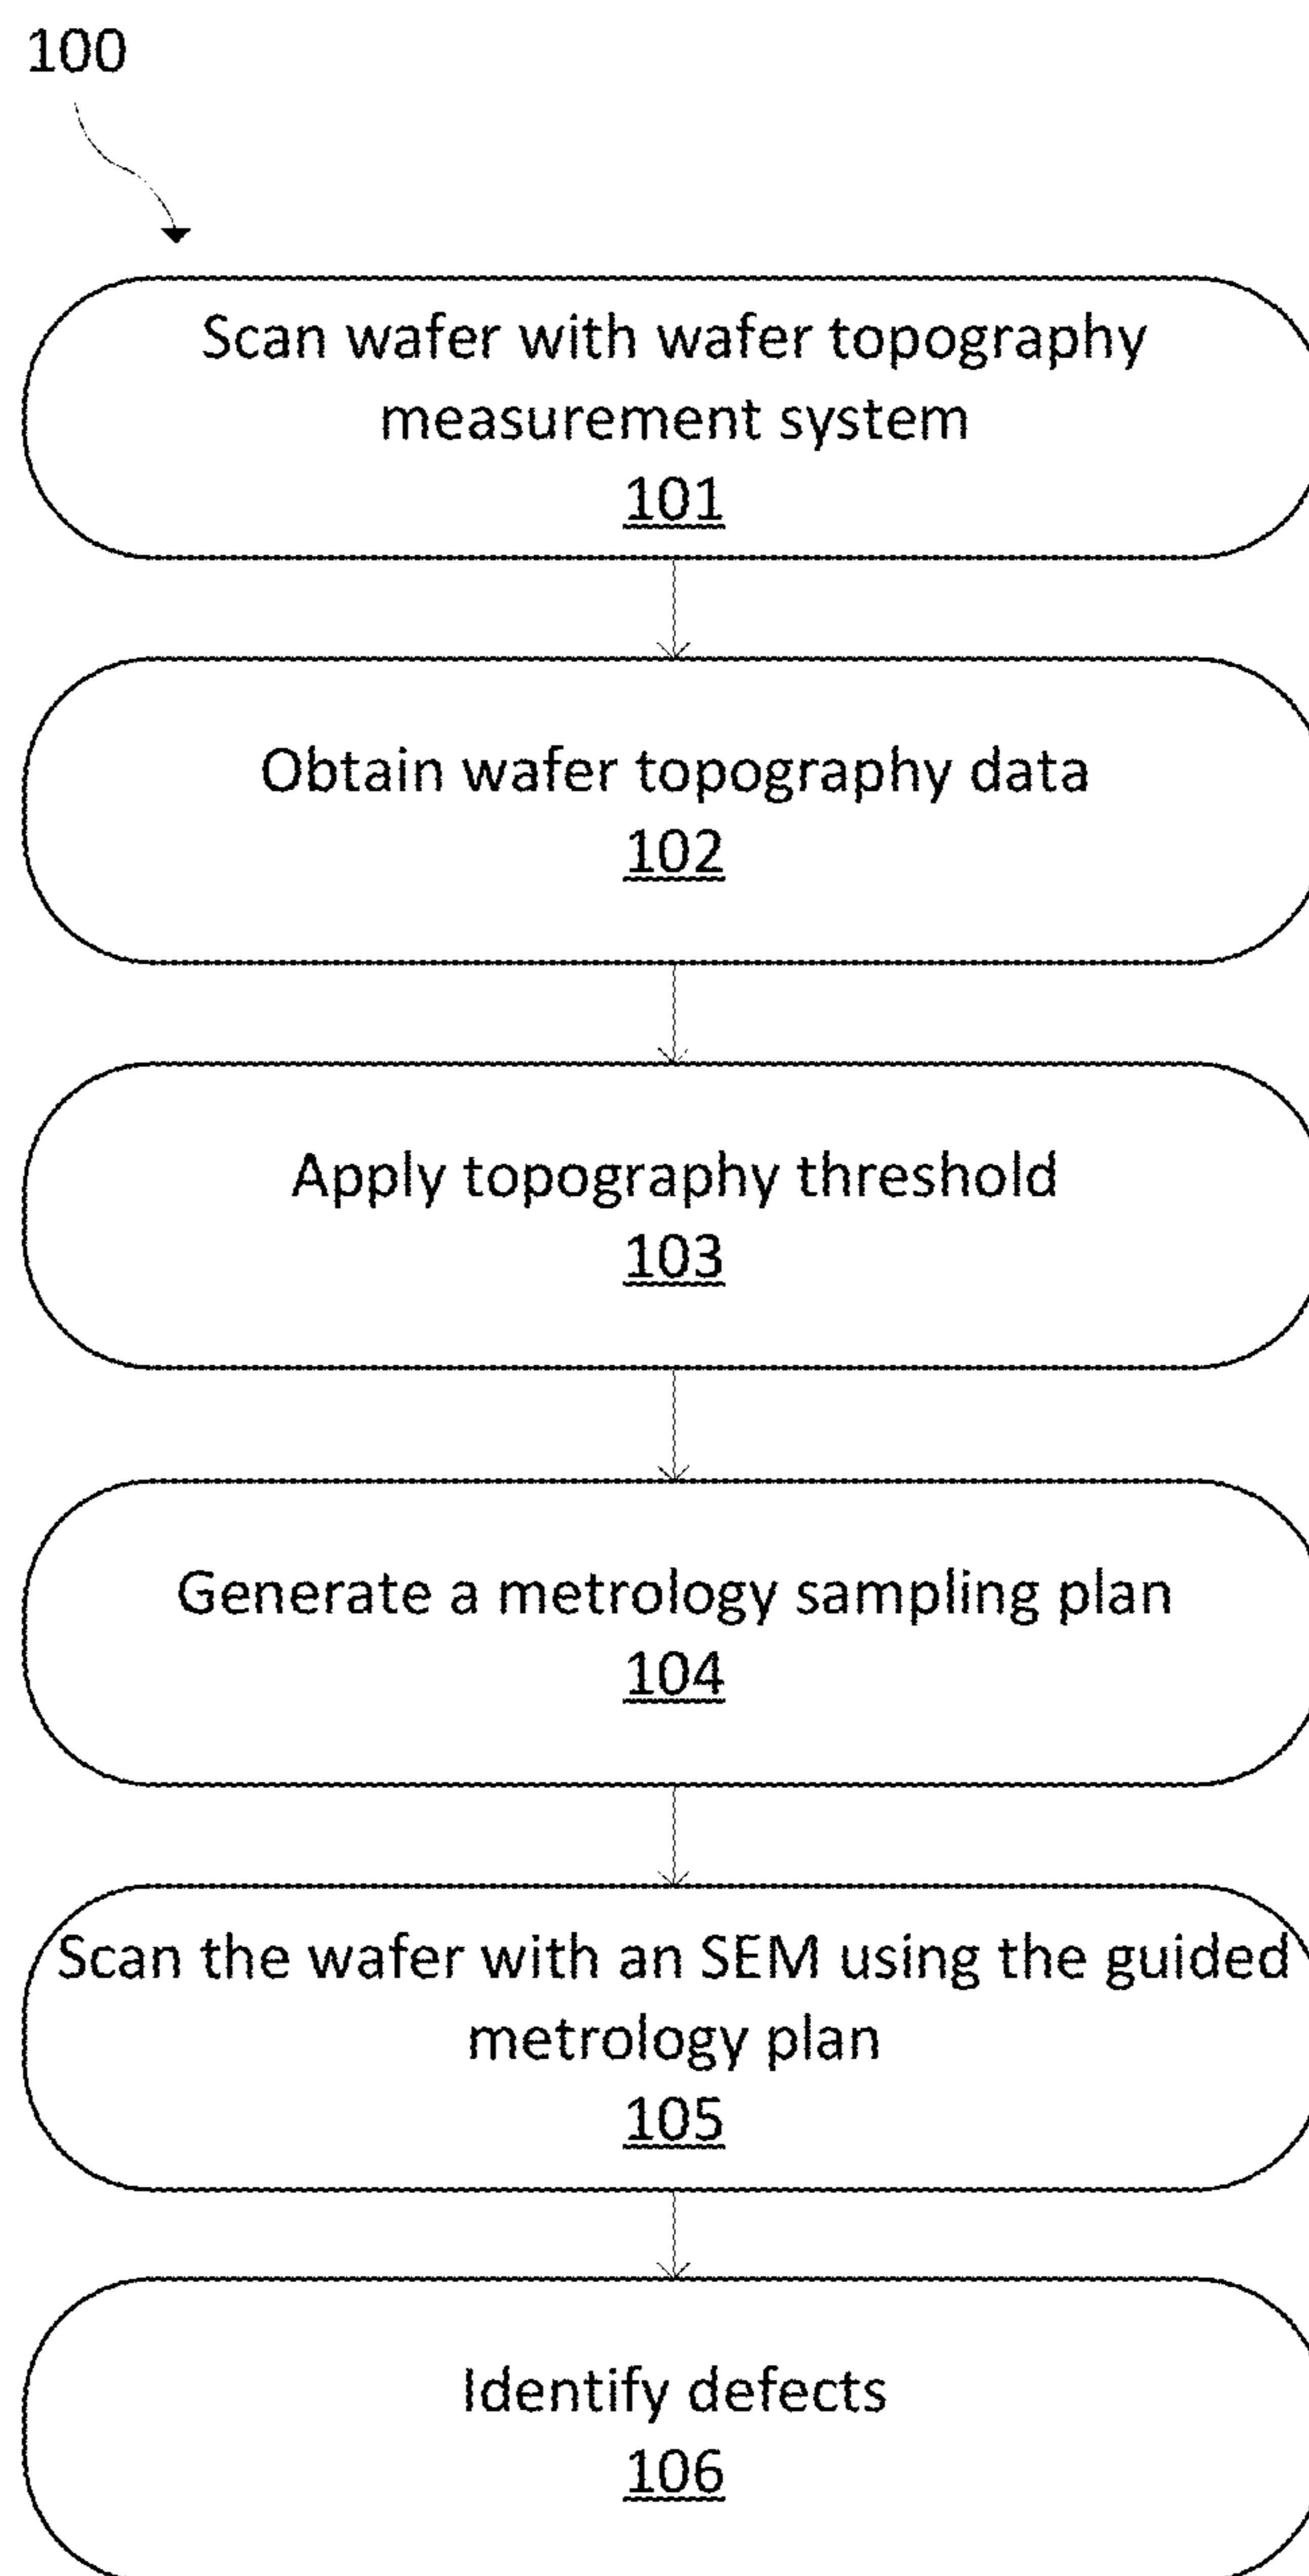 100
Scan wafer with wafer topography
measurement system
101
Obtain wafer topography data
102
Apply topography threshold
103
Generate a metrology sampling plan
104
Scan the wafer with an SEM using the guided
metrology plan
105
Identify defects
106